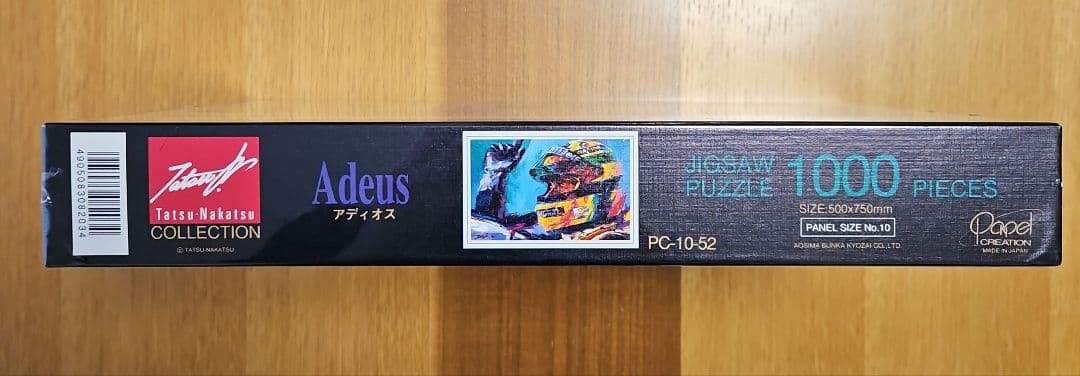 4905083082034
Tatsu N.
Tatsu·Nakatsu
COLLECTION
© TATSU-NAKATSU
Adeus
アディオス
PC-10-52
JIGSAW
PUZZLE
1000
PIECES
SIZE:500x750mm
PANEL SIZE No.10
AOSIMA BUNKA KYOZAI CO.,LTD
Papel
CREATION
MADE IN JAPAN